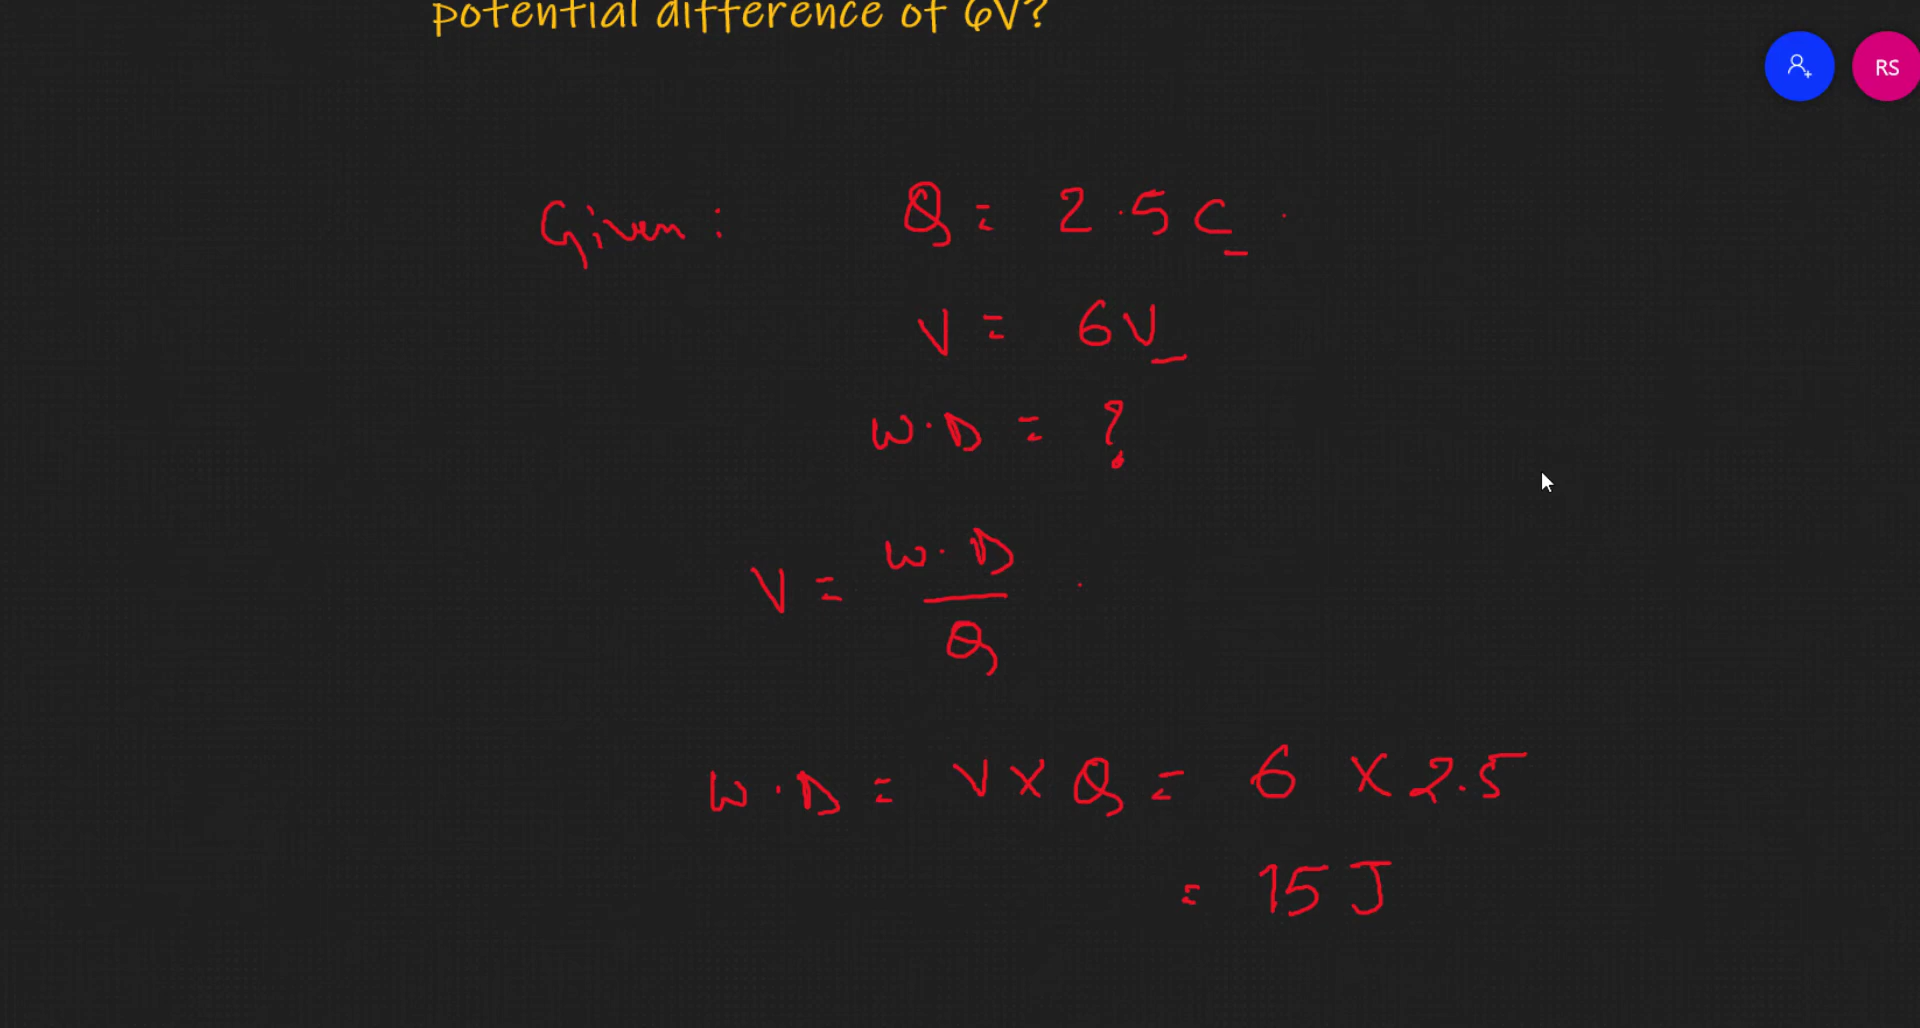 potential difference of 6V?
RS
Given: Q = 2.5 C
V = 6V
W.D = ?
V = W.D / Q
W.D = V × Q = 6 × 2.5
= 15 J